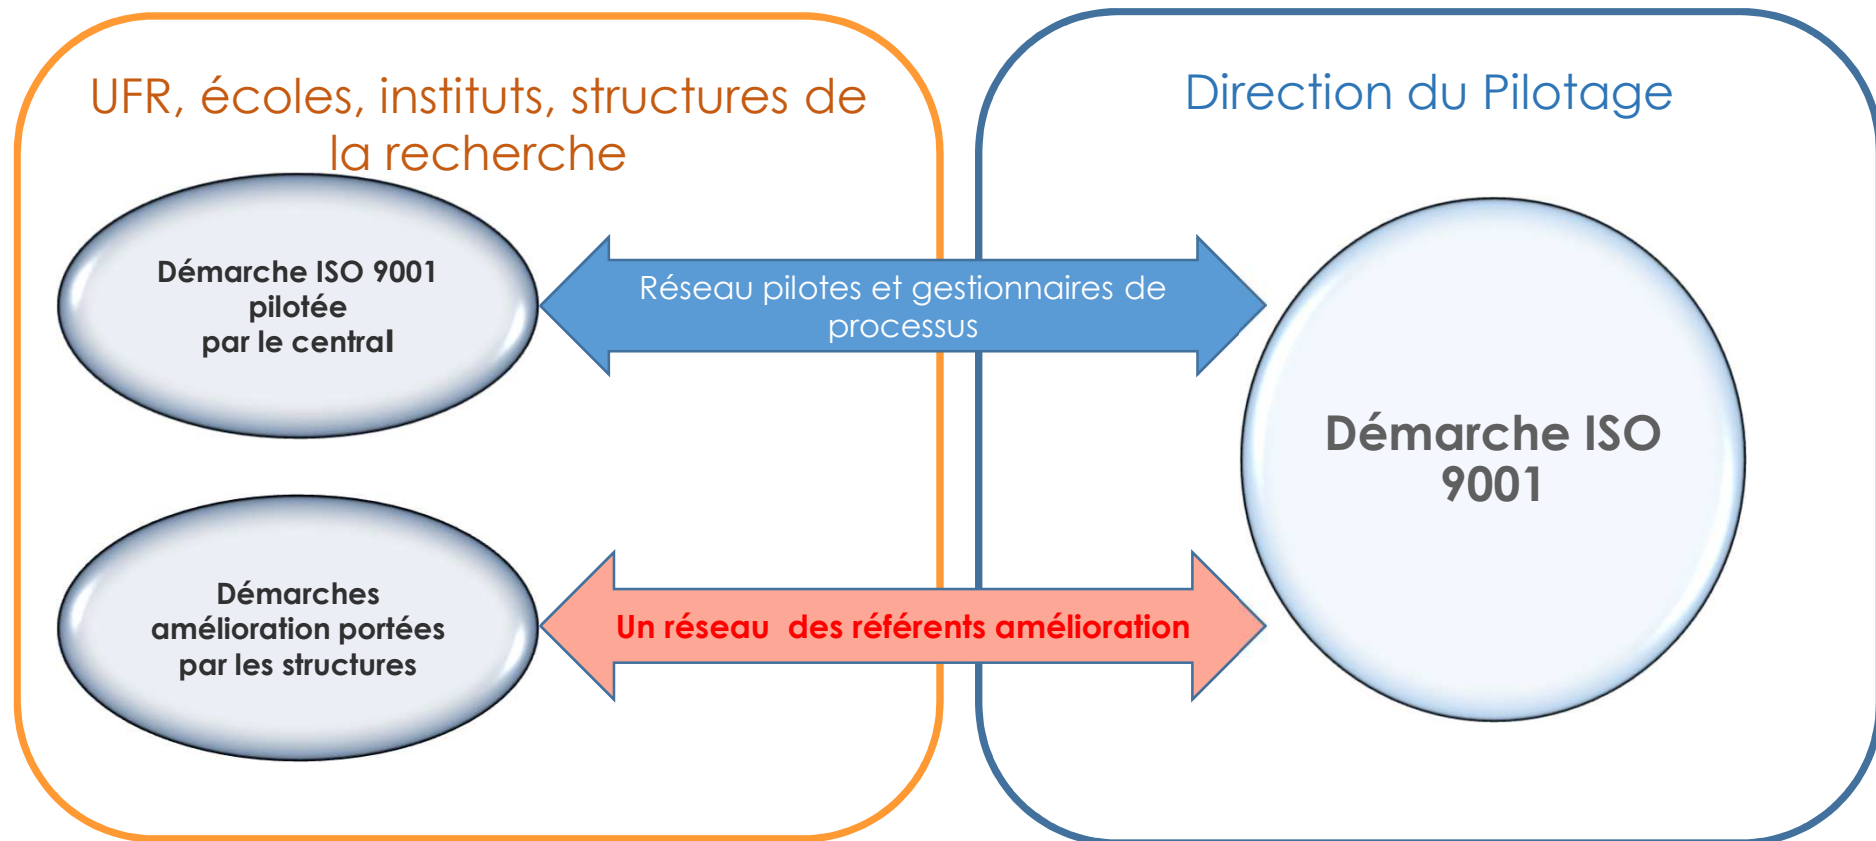 UFR, écoles, instituts, structures de
la recherche
Direction du Pilotage
Démarche ISO 9001
pilotée
par le central
Réseau pilotes et gestionnaires de
processus
Démarche ISO
9001
Démarches
amélioration portées
par les structures
Un réseau des référents amélioration